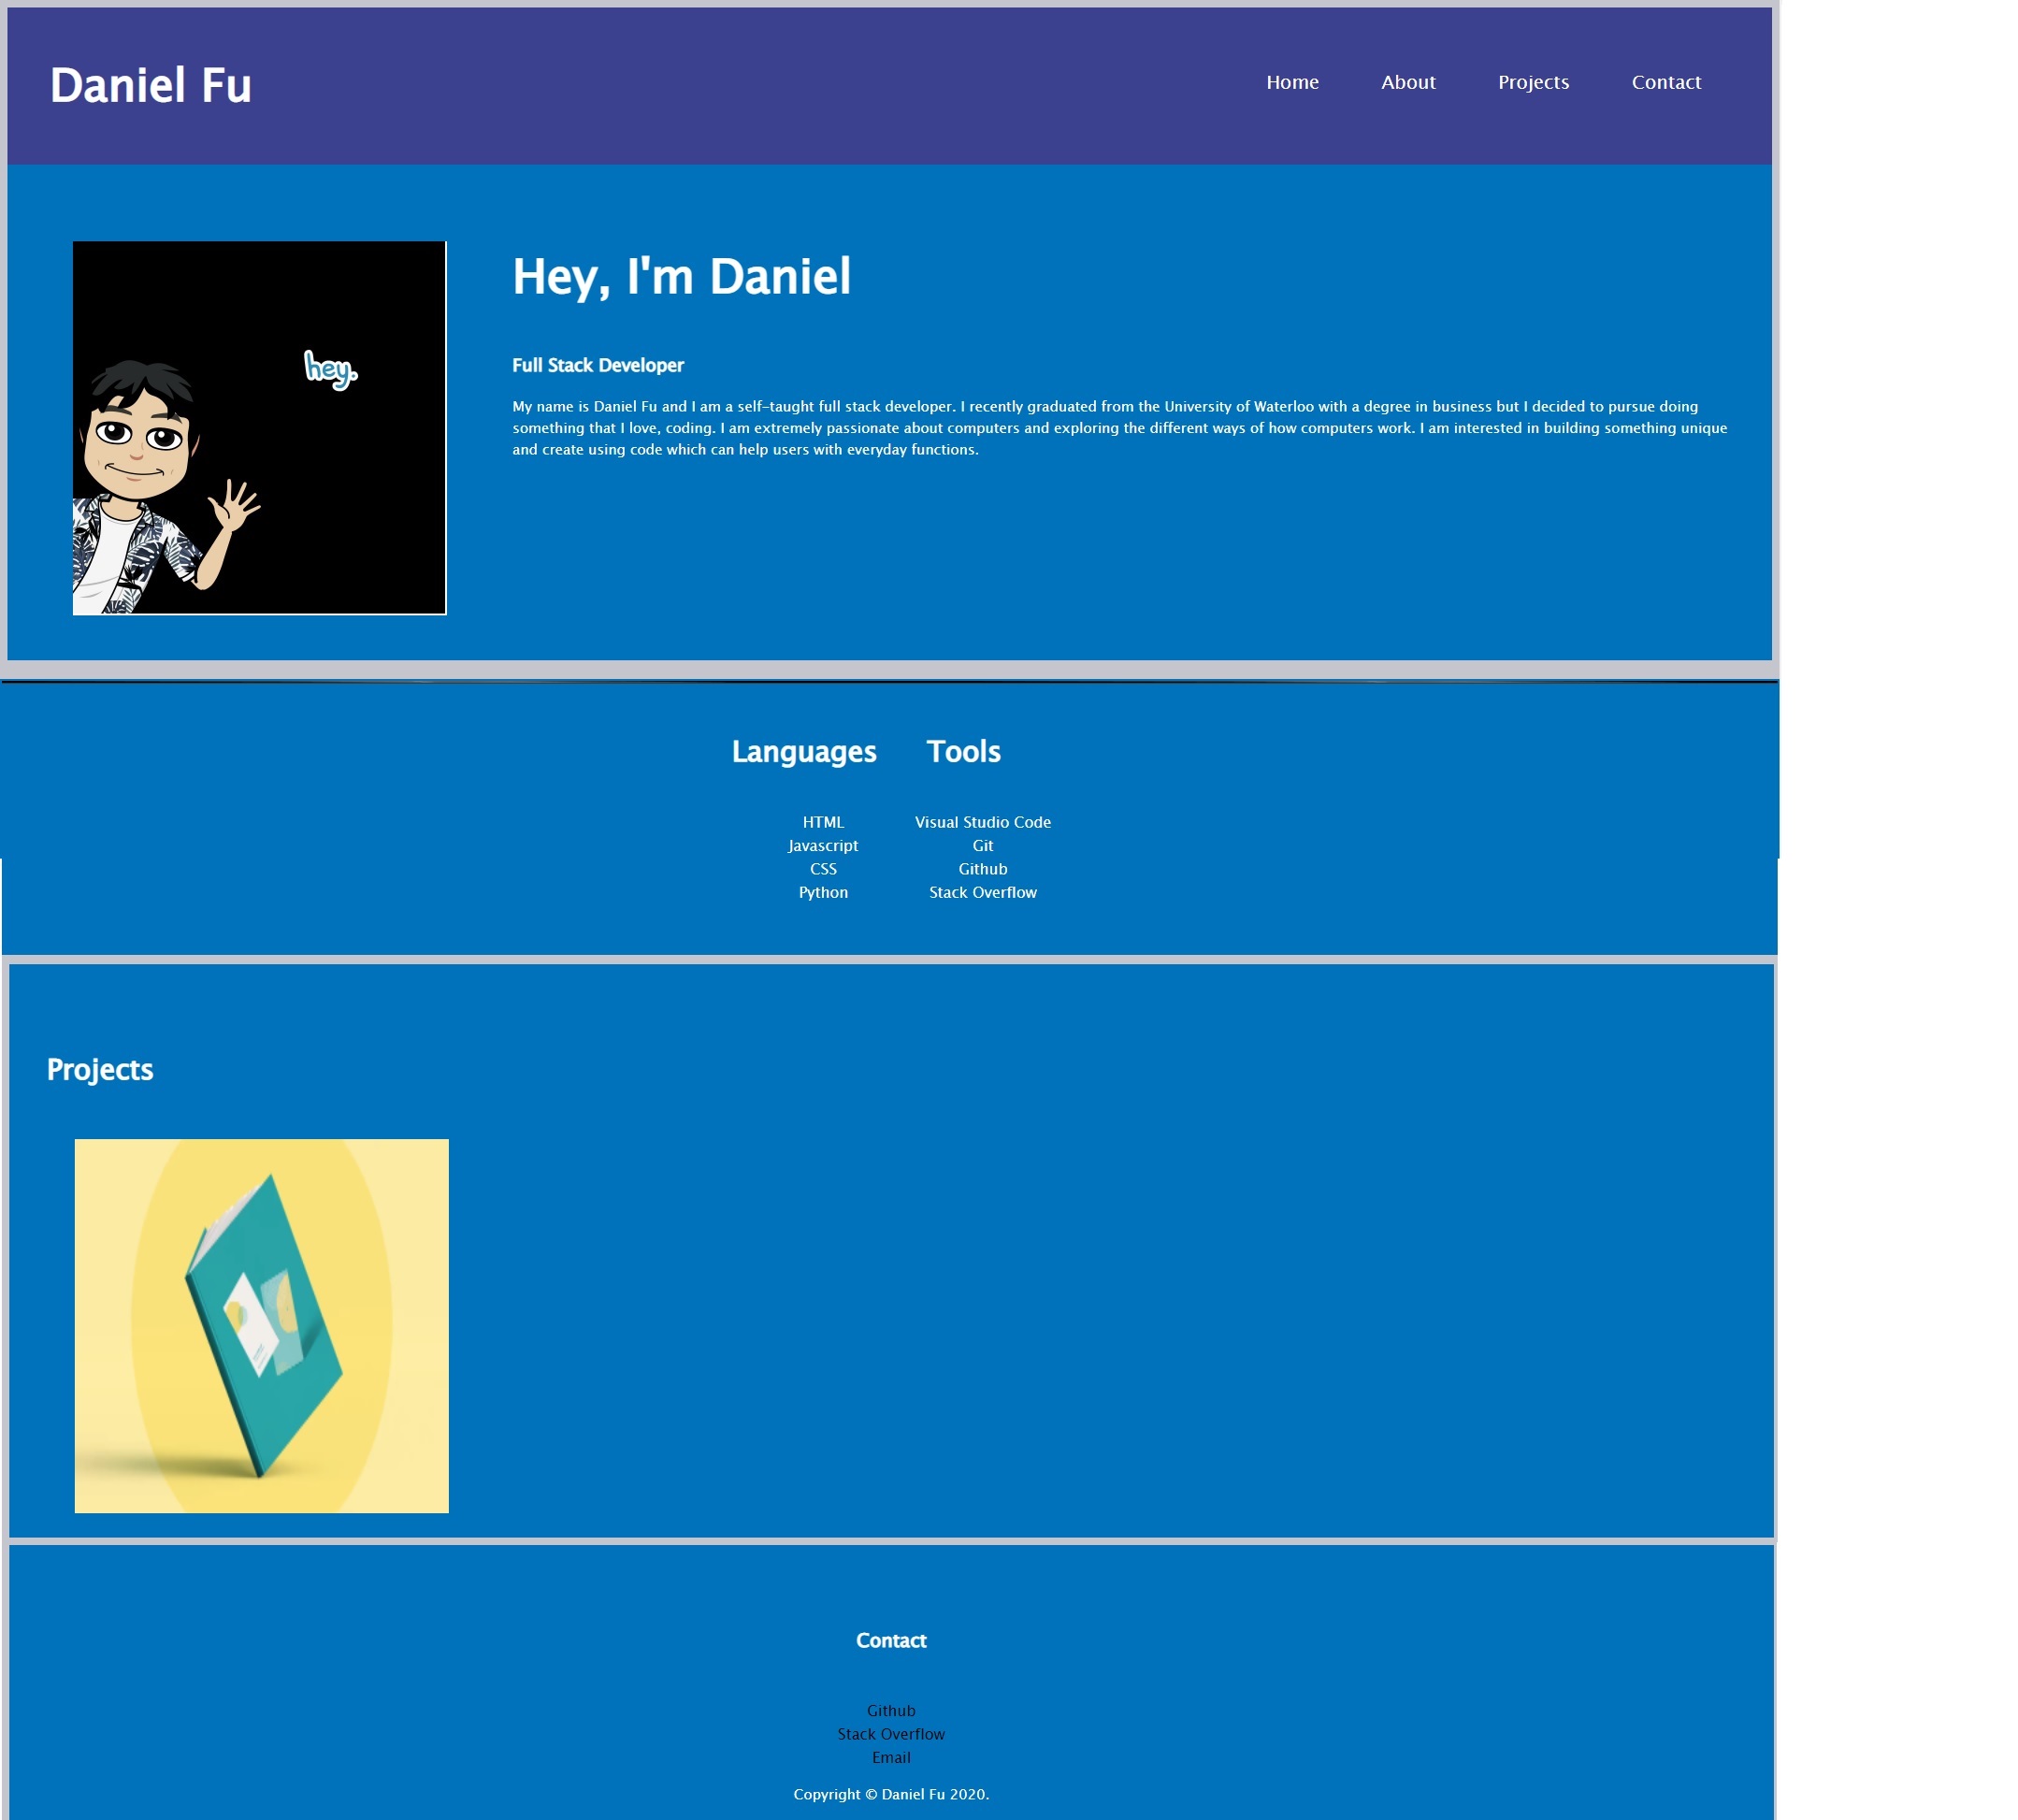 Daniel Fu
Home About Projects Contact
hey.
Hey, I'm Daniel
Full Stack Developer
My name is Daniel Fu and I am a self-taught full stack developer. I recently graduated from the University of Waterloo with a degree in business but I decided to pursue doing
something that I love, coding. I am extremely passionate about computers and exploring the different ways of how computers work. I am interested in building something unique
and create using code which can help users with everyday functions.
Languages
HTML
Javascript
CSS
Python
Tools
Visual Studio Code
Git
Github
Stack Overflow
Projects
Contact
Github
Stack Overflow
Email
Copyright © Daniel Fu 2020.